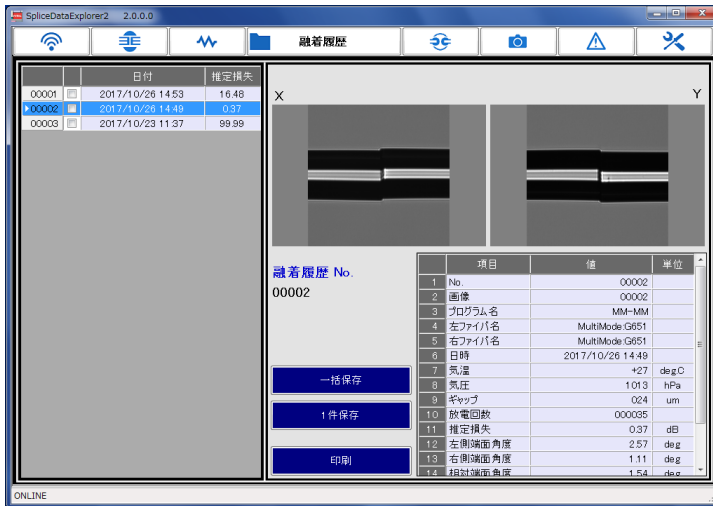 SpliceDataExplorer2 2.0.0.0
融着履歴
日付 推定損失
00001 2017/10/26 14:53 16.48
00002 2017/10/26 14:49 0.37
00003 2017/10/23 11:37 99.99
X Y
融着履歴 No.
00002
一括保存
1件保存
印刷
項目 値 単位
1 No. 00002
2 画像 00002
3 プログラム名 MM-MM
4 左ファイバ名 MultiMode:G651
5 右ファイバ名 MultiMode:G651
6 日時 2017/10/26 14:49
7 気温 +27 deg.C
8 気圧 1013 hPa
9 ギャップ 024 um
10 放電回数 000035
11 推定損失 0.37 dB
12 左側端面角度 2.57 deg
13 右側端面角度 1.11 deg
14 相対端面角度 1.54 deg
ONLINE